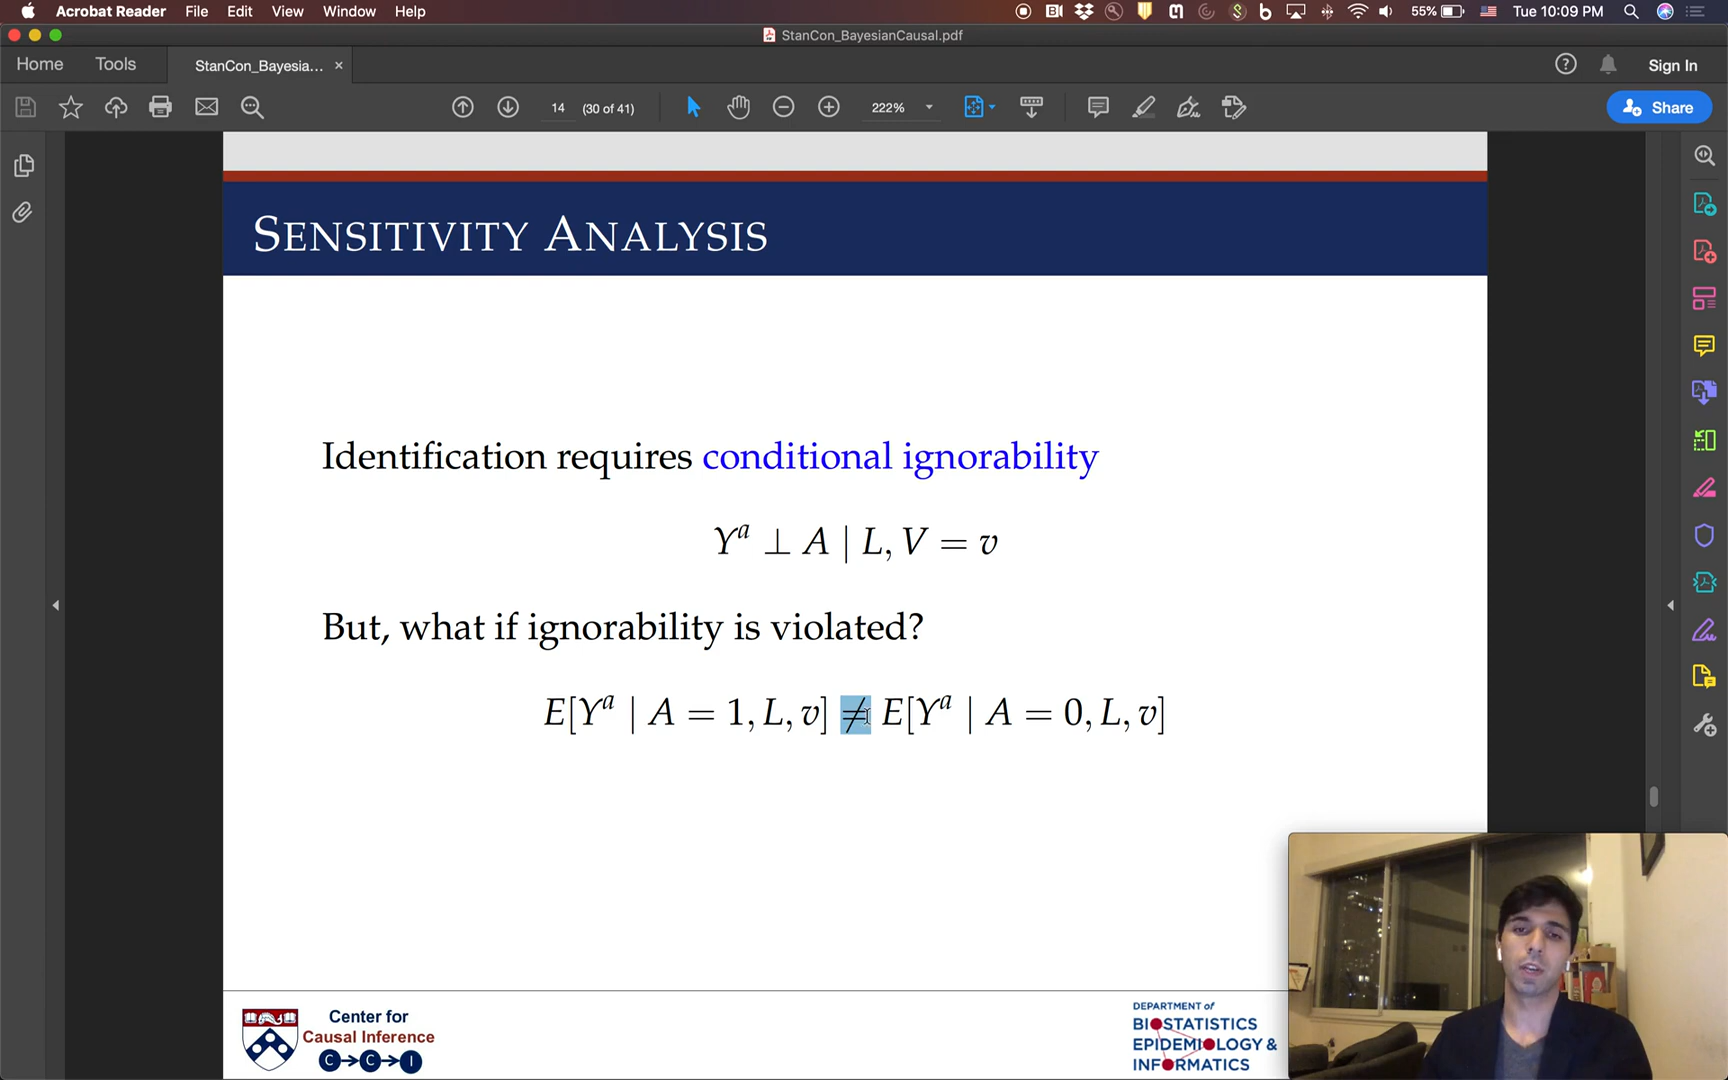 Acrobat Reader File Edit View Window Help 55% Tue 10:09 PM
StanCon_BayesianCausal.pdf
Home Tools StanCon_Bayesia... × Sign In
14 (30 of 41) 222% Share
SENSITIVITY ANALYSIS
Identification requires conditional ignorability
Yᵃ ⊥ A | L, V = v
But, what if ignorability is violated?
E[Yᵃ | A = 1, L, v] ≠ E[Yᵃ | A = 0, L, v]
Center for
Causal Inference
C→C→I
DEPARTMENT of
BIOSTATISTICS
EPIDEMIOLOGY &
INFORMATICS